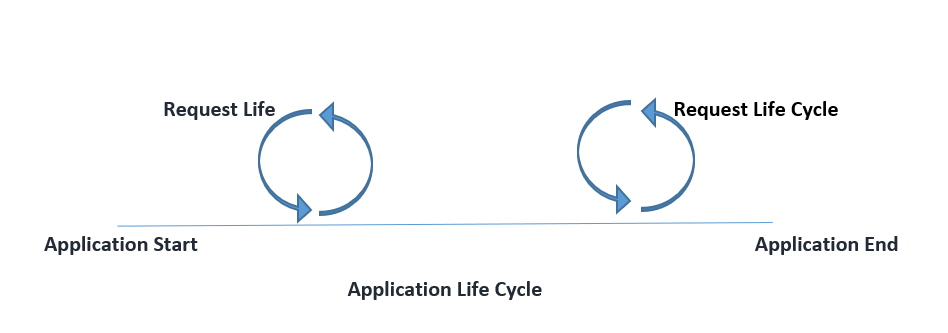 Request Life
Request Life Cycle
Application Start
Application End
Application Life Cycle